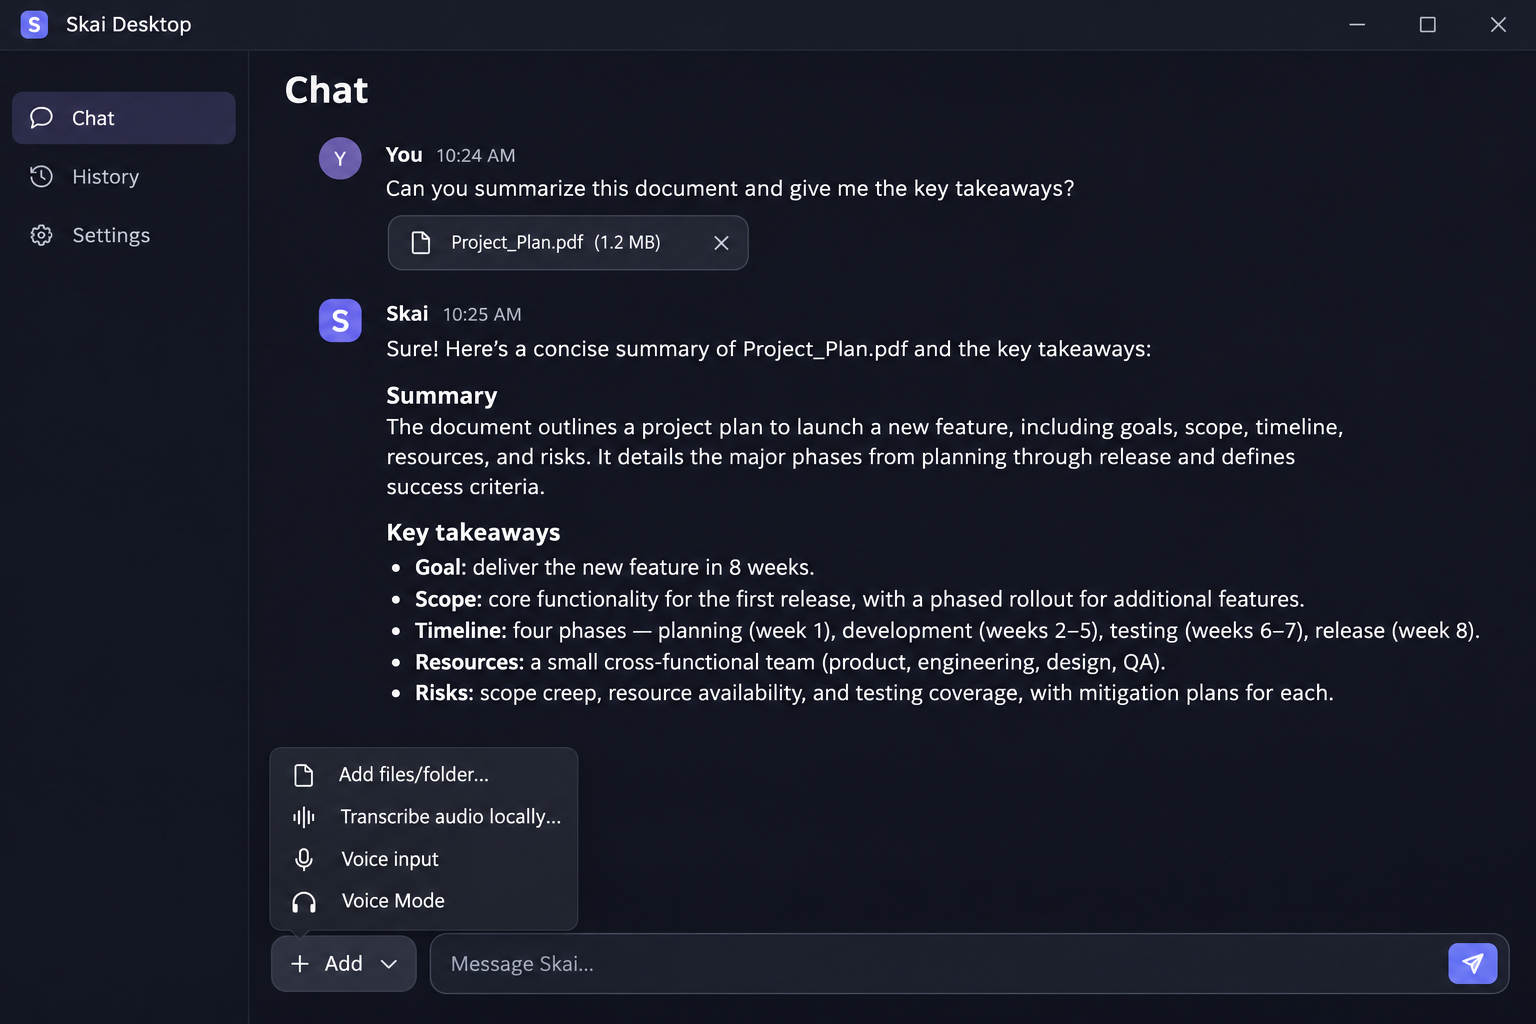 S Skai Desktop
Chat
History
Settings
Chat
Y
You 10:24 AM
Can you summarize this document and give me the key takeaways?
Project_Plan.pdf (1.2 MB)
S
Skai 10:25 AM
Sure! Here’s a concise summary of Project_Plan.pdf and the key takeaways:
Summary
The document outlines a project plan to launch a new feature, including goals, scope, timeline,
resources, and risks. It details the major phases from planning through release and defines
success criteria.
Key takeaways
• Goal: deliver the new feature in 8 weeks.
• Scope: core functionality for the first release, with a phased rollout for additional features.
• Timeline: four phases — planning (week 1), development (weeks 2–5), testing (weeks 6–7), release (week 8).
• Resources: a small cross-functional team (product, engineering, design, QA).
• Risks: scope creep, resource availability, and testing coverage, with mitigation plans for each.
Add files/folder...
Transcribe audio locally...
Voice input
Voice Mode
+ Add
Message Skai...